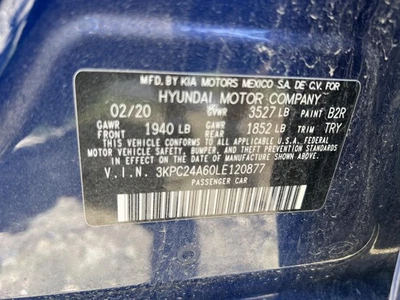 MFD. BY KIA MOTORS MEXICO S.A DE C.V. FOR
HYUNDAI MOTOR COMPANY
02/20 GVWR 3527 LB PAINT B2R
GAWR FRONT 1940 LB GAWR REAR 1852 LB TRIM TRY
THIS VEHICLE CONFORMS TO ALL APPLICABLE U.S.A. FEDERAL
MOTOR VEHICLE SAFETY, BUMPER, AND THEFT PREVENTION
STANDARDS IN EFFECT ON THE DATE OF MANUFACTURE SHOWN ABOVE.
V.I.N. 3KPC24A60LE120877
PASSENGER CAR